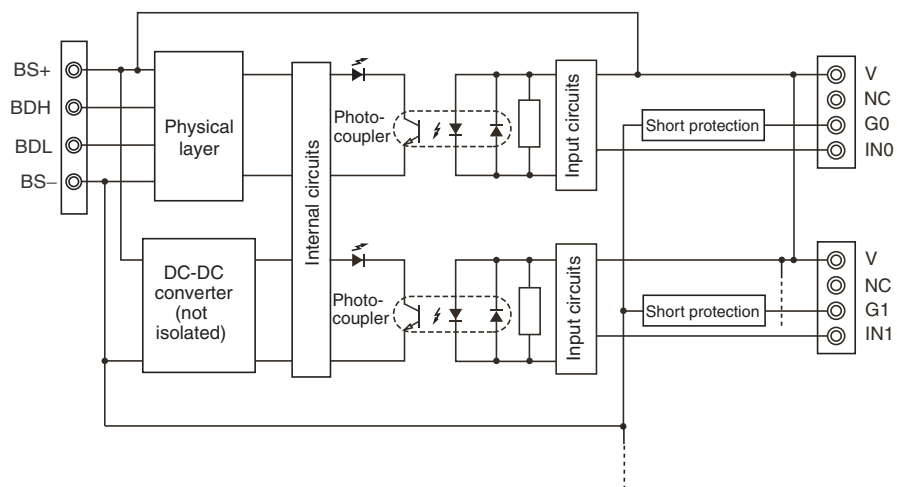 BS+
BDH
BDL
BS−
Physical
layer
DC-DC
converter
(not
isolated)
Internal circuits
Photo-
coupler
Input circuits
Short protection
V
NC
G0
IN0
Photo-
coupler
Input circuits
Short protection
V
NC
G1
IN1